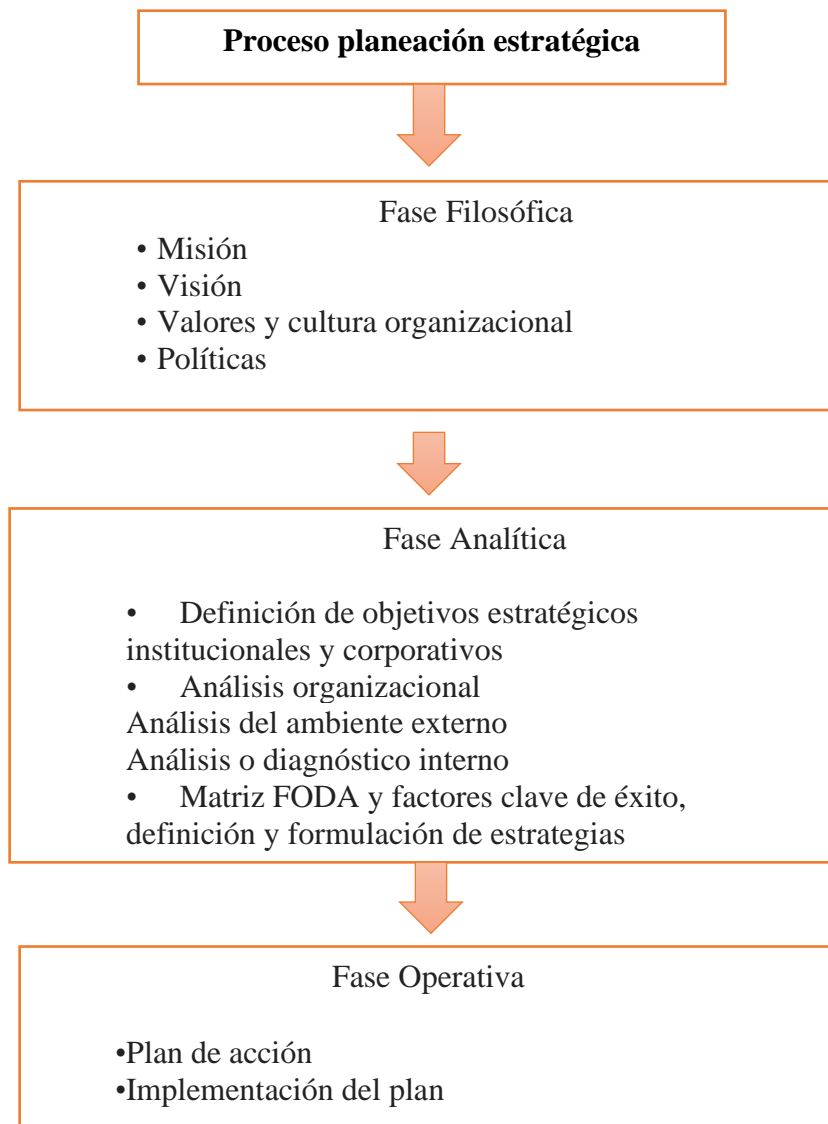 Proceso planeación estratégica
Fase Filosófica
• Misión
• Visión
• Valores y cultura organizacional
• Políticas
Fase Analítica
• Definición de objetivos estratégicos
institucionales y corporativos
• Análisis organizacional
Análisis del ambiente externo
Análisis o diagnóstico interno
• Matriz FODA y factores clave de éxito,
definición y formulación de estrategias
Fase Operativa
•Plan de acción
•Implementación del plan